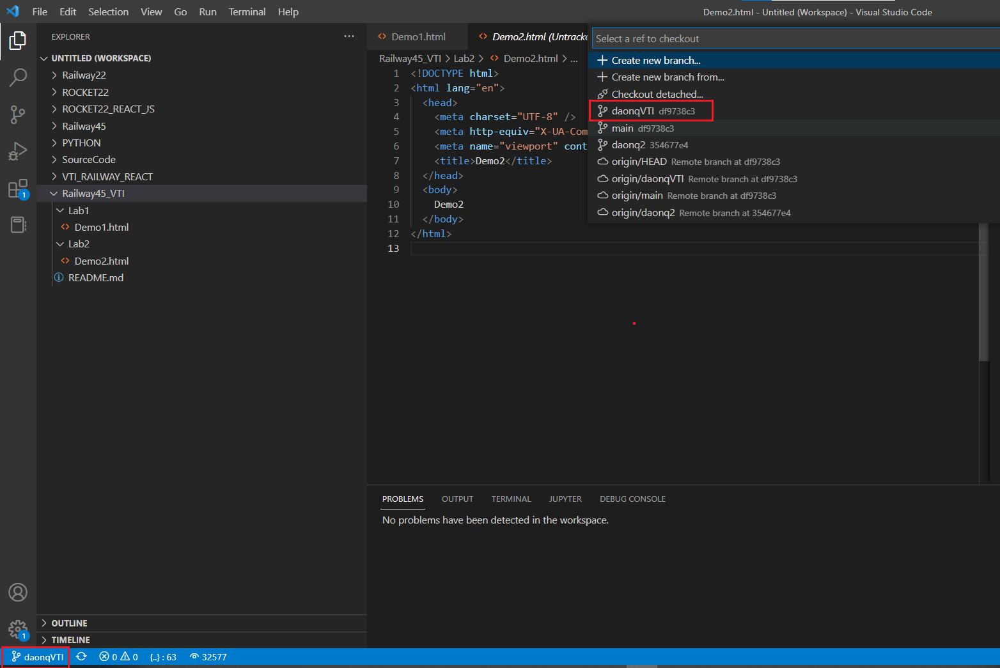 File Edit Selection View Go Run Terminal Help
Demo2.html - Untitled (Workspace) - Visual Studio Code
EXPLORER
UNTITLED (WORKSPACE)
Railway22
ROCKET22
ROCKET22_REACT_JS
Railway45
PYTHON
SourceCode
VTI_RAILWAY_REACT
Railway45_VTI
Lab1
Demo1.html
Lab2
Demo2.html
README.md
OUTLINE
TIMELINE
1
1
Demo1.html
Demo2.html (Untracke
Railway45_VTI > Lab2 > Demo2.html > ...
1 <!DOCTYPE html>
2 <html lang="en">
3 <head>
4 <meta charset="UTF-8" />
5 <meta http-equiv="X-UA-Com
6 <meta name="viewport" cont
7 <title>Demo2</title>
8 </head>
9 <body>
10 Demo2
11 </body>
12 </html>
13
Select a ref to checkout
Create new branch...
Create new branch from...
Checkout detached...
daonqVTI df9738c3
main df9738c3
daonq2 354677e4
origin/HEAD Remote branch at df9738c3
origin/daonqVTI Remote branch at df9738c3
origin/main Remote branch at df9738c3
origin/daonq2 Remote branch at 354677e4
PROBLEMS OUTPUT TERMINAL JUPYTER DEBUG CONSOLE
No problems have been detected in the workspace.
daonqVTI 0 0 {..} : 63 32577